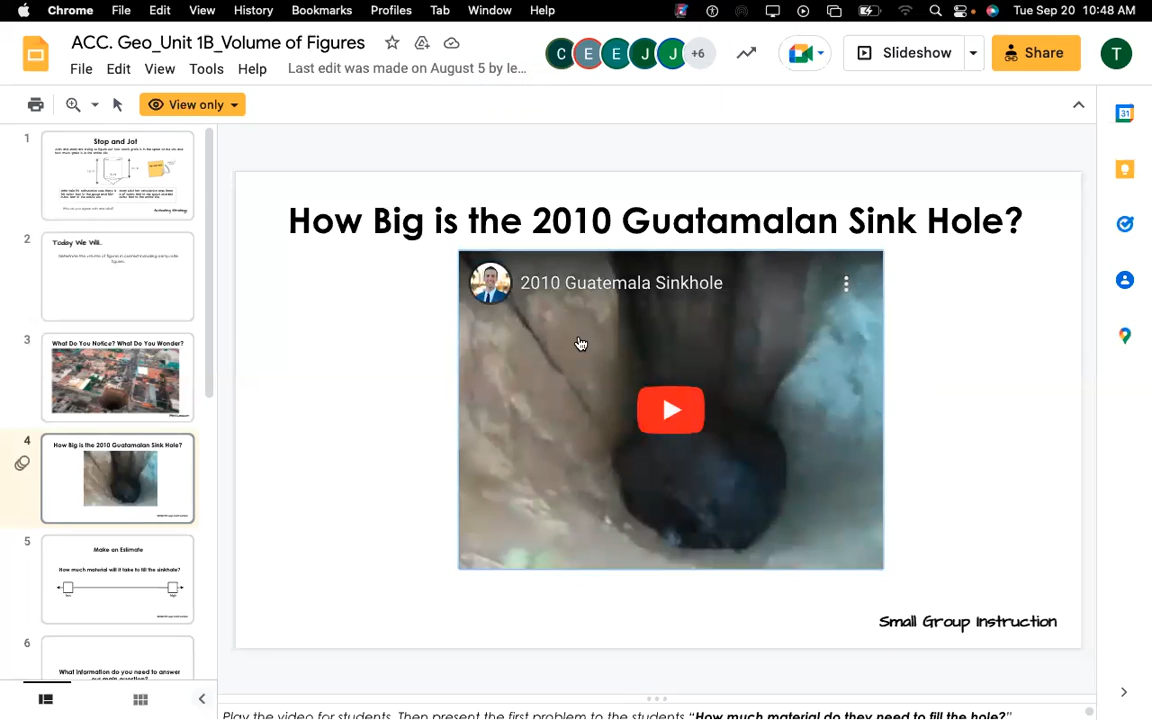 Chrome File Edit View History Bookmarks Profiles Tab Window Help Tue Sep 20 10:48 AM
ACC. Geo_Unit 1B_Volume of Figures
C E E J J +6
Slideshow
Share
T
File Edit View Tools Help Last edit was made on August 5 by le...
View only
31
1
Stop and Jot
2
Today We Will...
3
What Do You Notice? What Do You Wonder?
4
How Big is the 2010 Guatamalan Sink Hole?
5
Make an Estimate
How much material will it take to fill the sinkhole?
6
What information do you need to answer
our main question?
How Big is the 2010 Guatamalan Sink Hole?
2010 Guatemala Sinkhole
Small Group Instruction
Play the video for students. Then present the first problem to the students "How much material do they need to fill the hole?"